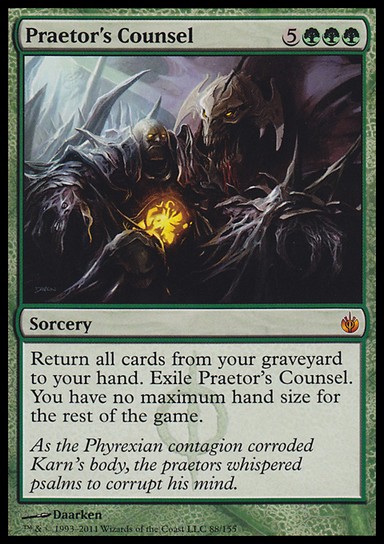 Praetor's Counsel 5
Sorcery
Return all cards from your graveyard
to your hand. Exile Praetor's Counsel.
You have no maximum hand size for
the rest of the game.
As the Phyrexian contagion corroded
Karn's body, the praetors whispered
psalms to corrupt his mind.
Daarken
™ & © 1993-2011 Wizards of the Coast LLC 88/155